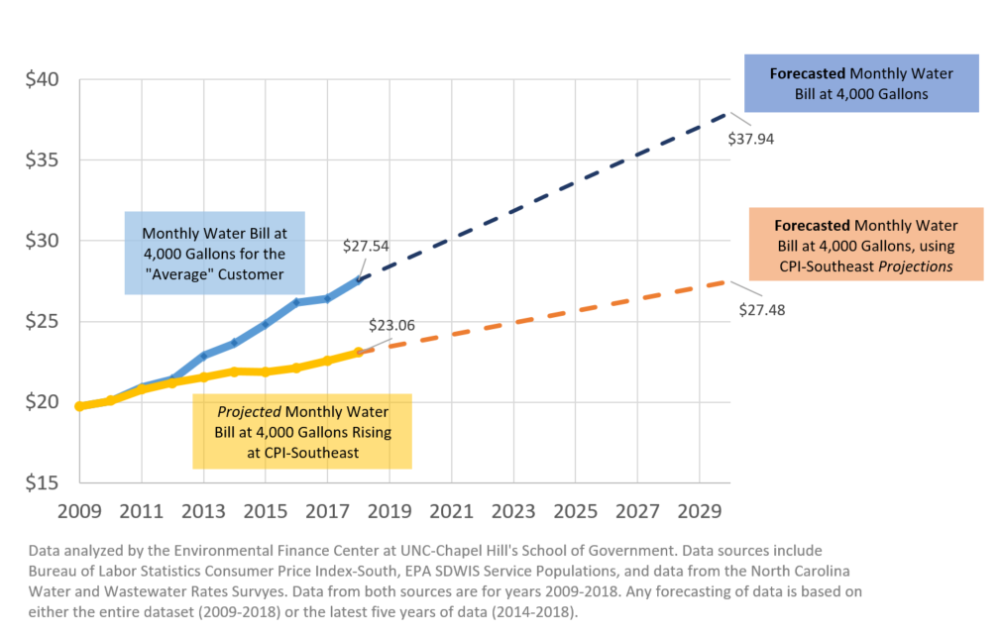 $40
$35
$30
$25
$20
$15
2009 2011 2013 2015 2017 2019 2021 2023 2025 2027 2029
Forecasted Monthly Water
Bill at 4,000 Gallons
$37.94
Monthly Water Bill at
4,000 Gallons for the
"Average" Customer
$27.54
Forecasted Monthly Water
Bill at 4,000 Gallons, using
CPI-Southeast Projections
$27.48
$23.06
Projected Monthly Water
Bill at 4,000 Gallons Rising
at CPI-Southeast
Data analyzed by the Environmental Finance Center at UNC-Chapel Hill's School of Government. Data sources include
Bureau of Labor Statistics Consumer Price Index-South, EPA SDWIS Service Populations, and data from the North Carolina
Water and Wastewater Rates Survyes. Data from both sources are for years 2009-2018. Any forecasting of data is based on
either the entire dataset (2009-2018) or the latest five years of data (2014-2018).